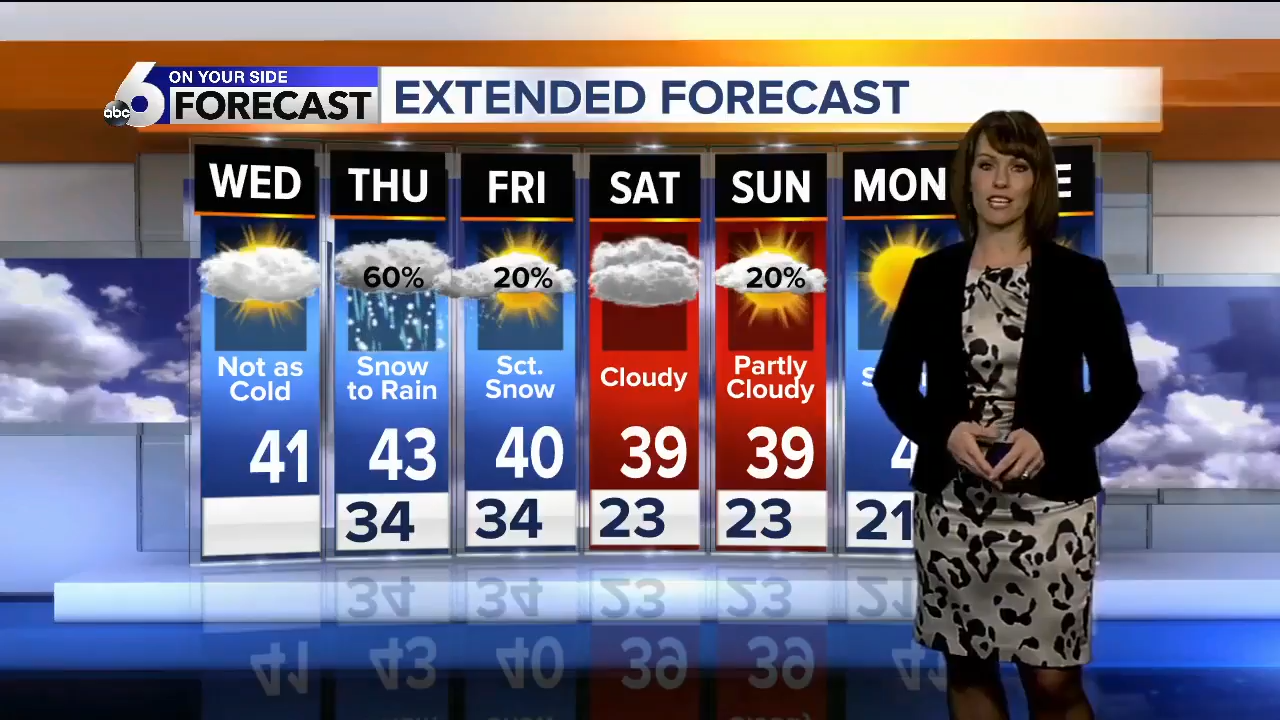 ON YOUR SIDE
abc 6 FORECAST
EXTENDED FORECAST
WED THU FRI SAT SUN MON
60% 20% 20%
Not as
Cold
Snow
to Rain
Sct.
Snow
Cloudy
Partly
Cloudy
41 43 40 39 39
34 34 23 23 21